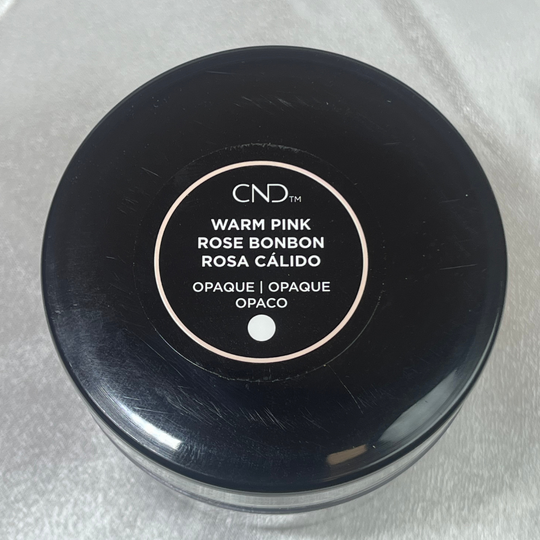 CND™
WARM PINK
ROSE BONBON
ROSA CÁLIDO
OPAQUE | OPAQUE
OPACO